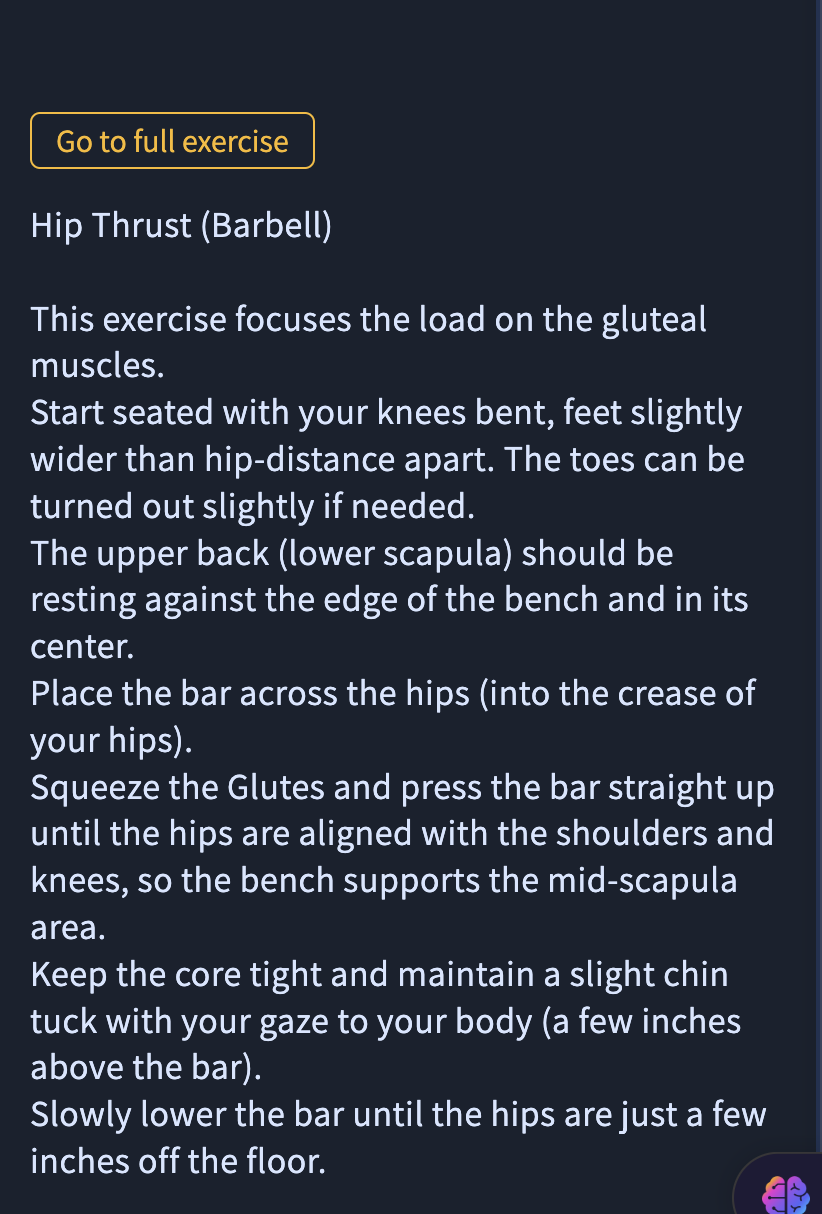 Go to full exercise
Hip Thrust (Barbell)
This exercise focuses the load on the gluteal
muscles.
Start seated with your knees bent, feet slightly
wider than hip-distance apart. The toes can be
turned out slightly if needed.
The upper back (lower scapula) should be
resting against the edge of the bench and in its
center.
Place the bar across the hips (into the crease of
your hips).
Squeeze the Glutes and press the bar straight up
until the hips are aligned with the shoulders and
knees, so the bench supports the mid-scapula
area.
Keep the core tight and maintain a slight chin
tuck with your gaze to your body (a few inches
above the bar).
Slowly lower the bar until the hips are just a few
inches off the floor.